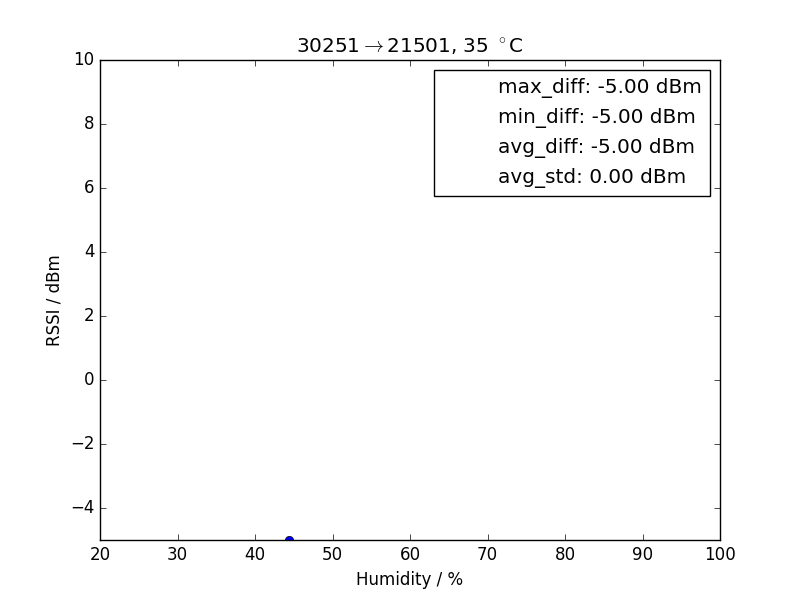 30251→21501, 35 °C
max_diff: -5.00 dBm
min_diff: -5.00 dBm
avg_diff: -5.00 dBm
avg_std: 0.00 dBm
RSSI / dBm
10
8
6
4
2
0
−2
−4
20 30 40 50 60 70 80 90 100
Humidity / %